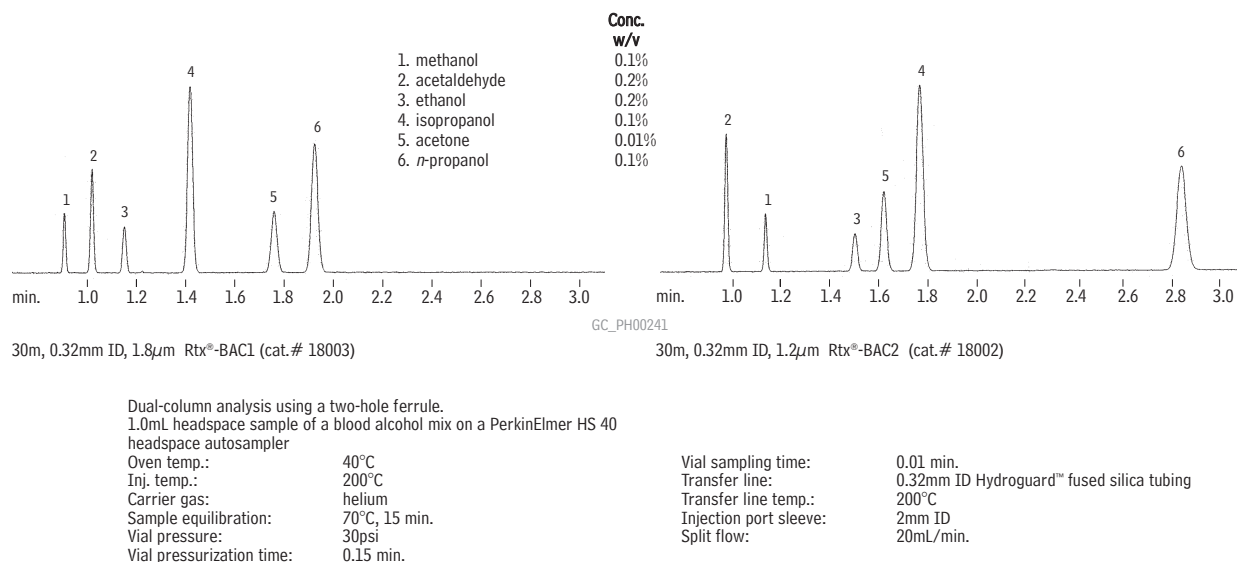 Conc.
w/v
1. methanol 0.1%
2. acetaldehyde 0.2%
3. ethanol 0.2%
4. isopropanol 0.1%
5. acetone 0.01%
6. n-propanol 0.1%
1
2
3
4
5
6
min. 1.0 1.2 1.4 1.6 1.8 2.0 2.2 2.4 2.6 2.8 3.0
2
1
3
5
4
6
min. 1.0 1.2 1.4 1.6 1.8 2.0 2.2 2.4 2.6 2.8 3.0
GC_PH00241
30m, 0.32mm ID, 1.8µm Rtx®-BAC1 (cat.# 18003)
30m, 0.32mm ID, 1.2µm Rtx®-BAC2 (cat.# 18002)
Dual-column analysis using a two-hole ferrule.
1.0mL headspace sample of a blood alcohol mix on a PerkinElmer HS 40
headspace autosampler
Oven temp.: 40°C
Inj. temp.: 200°C
Carrier gas: helium
Sample equilibration: 70°C, 15 min.
Vial pressure: 30psi
Vial pressurization time: 0.15 min.
Vial sampling time: 0.01 min.
Transfer line: 0.32mm ID Hydroguard™ fused silica tubing
Transfer line temp.: 200°C
Injection port sleeve: 2mm ID
Split flow: 20mL/min.